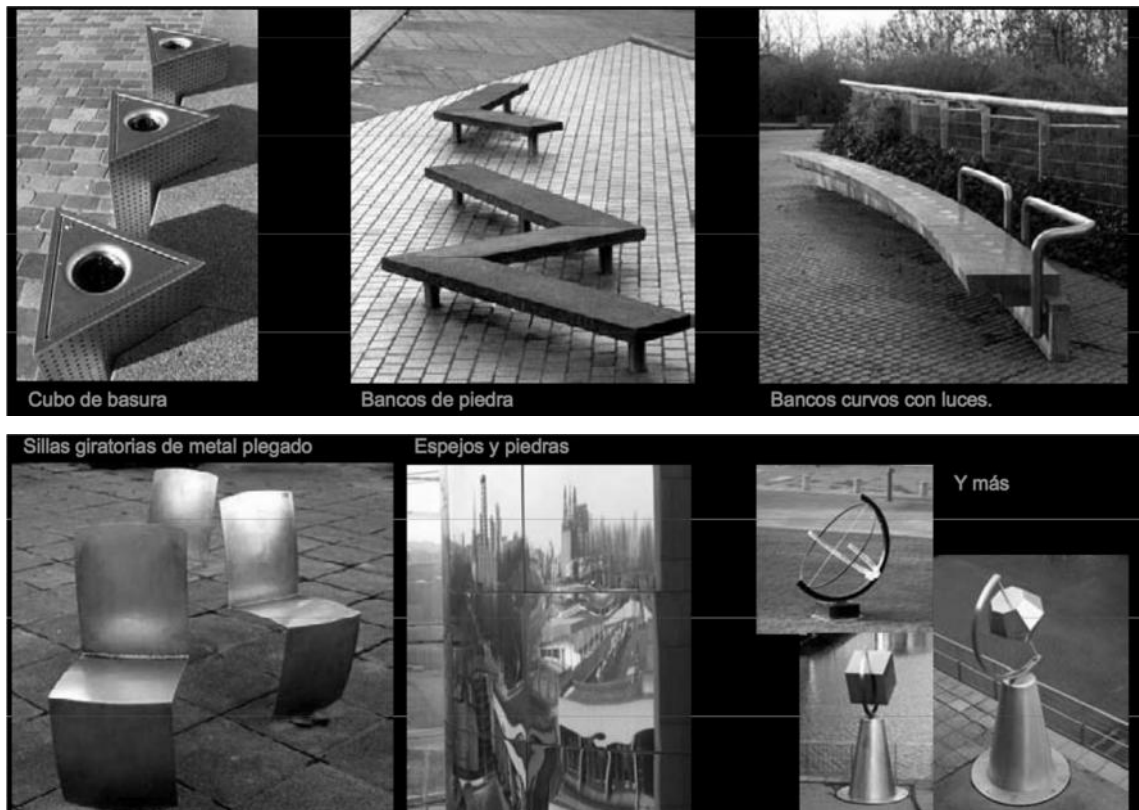 Cubo de basura
Bancos de piedra
Bancos curvos con luces.
Sillas giratorias de metal plegado
Espejos y piedras
Y más